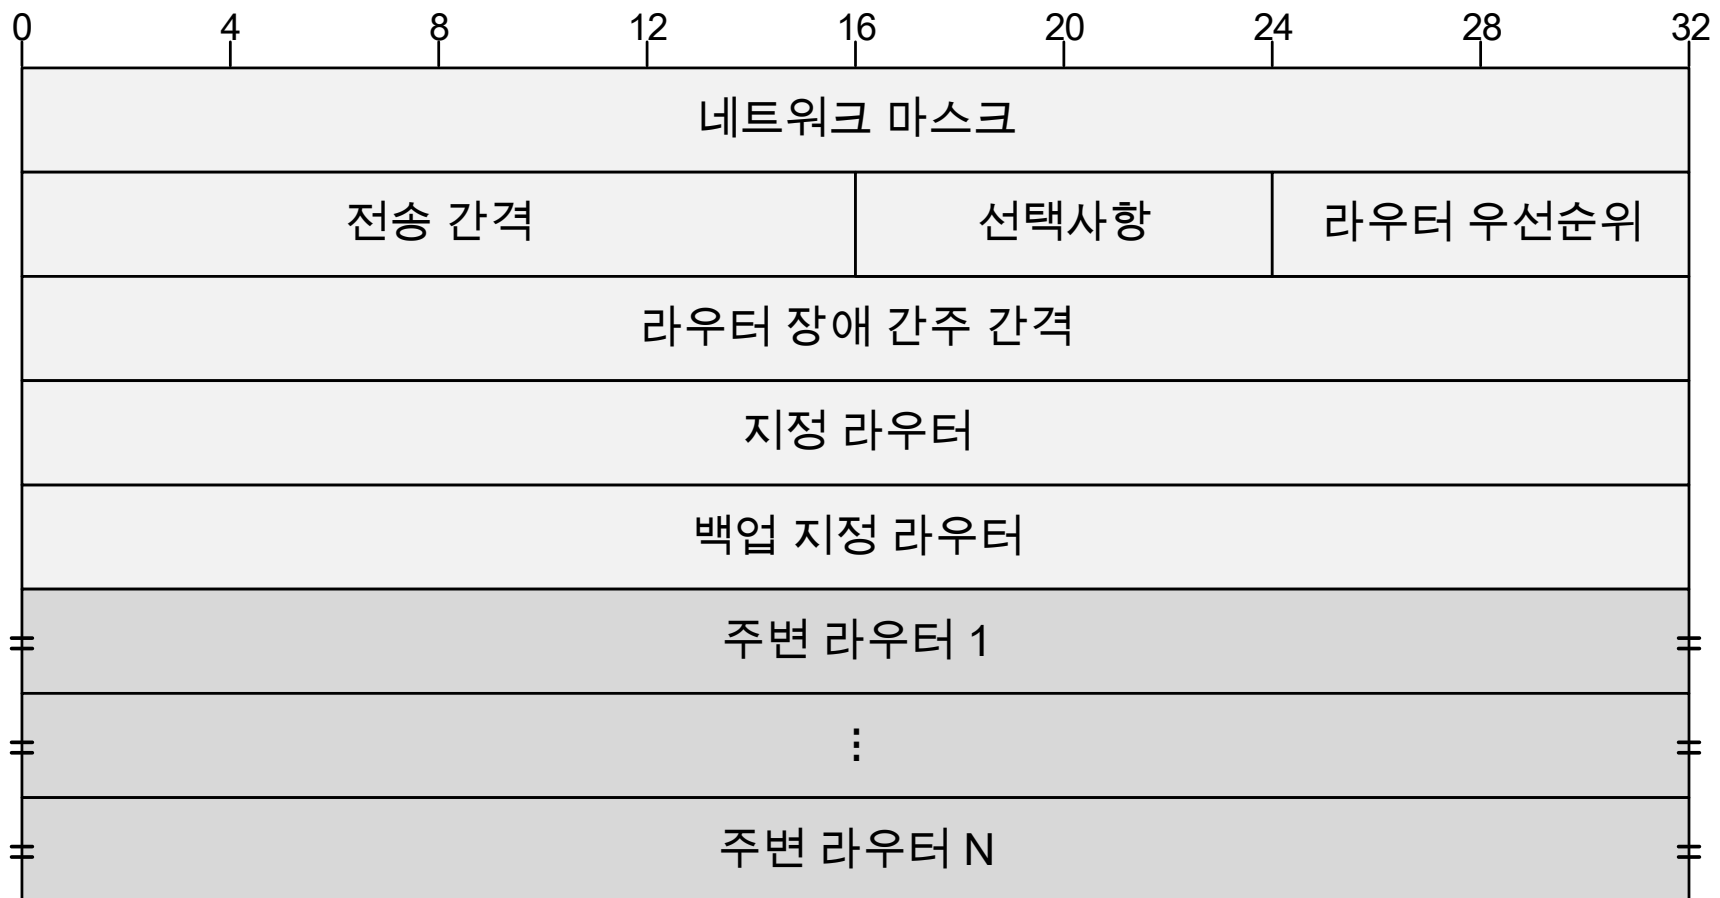 0 4 8 12 16 20 24 28 32
네트워크 마스크
전송 간격 선택사항 라우터 우선순위
라우터 장애 간주 간격
지정 라우터
백업 지정 라우터
주변 라우터 1
⋮
주변 라우터 N